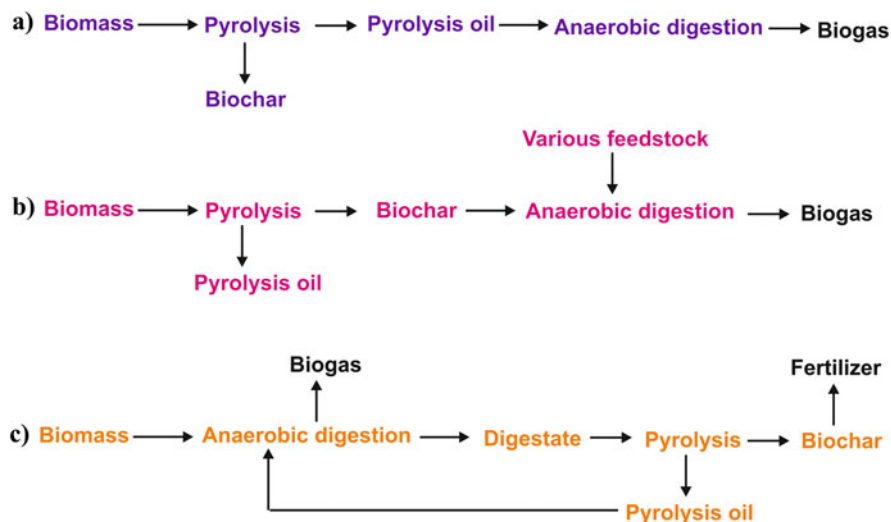 a) Biomass Pyrolysis Pyrolysis oil Anaerobic digestion Biogas
Biochar
Various feedstock
b) Biomass Pyrolysis Biochar Anaerobic digestion Biogas
Pyrolysis oil
Biogas Fertilizer
c) Biomass Anaerobic digestion Digestate Pyrolysis Biochar
Pyrolysis oil